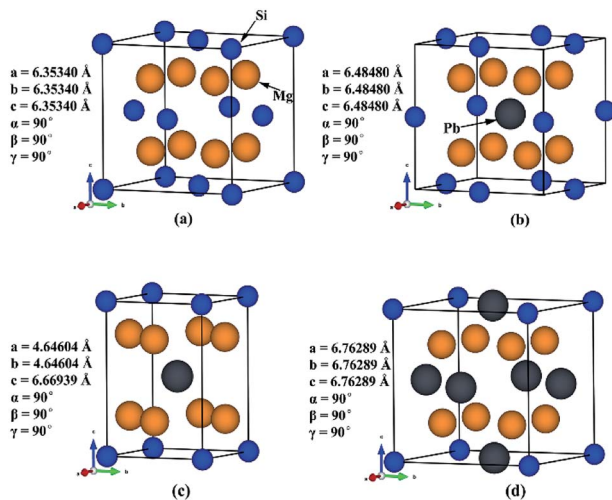 Si
Mg
a = 6.35340 Å
b = 6.35340 Å
c = 6.35340 Å
α = 90°
β = 90°
γ = 90°
c
a
b
(a)
a = 6.48480 Å
b = 6.48480 Å
c = 6.48480 Å
α = 90°
β = 90°
γ = 90°
Pb
c
a
b
(b)
a = 4.64604 Å
b = 4.64604 Å
c = 6.66939 Å
α = 90°
β = 90°
γ = 90°
c
a
b
(c)
a = 6.76289 Å
b = 6.76289 Å
c = 6.76289 Å
α = 90°
β = 90°
γ = 90°
c
a
b
(d)